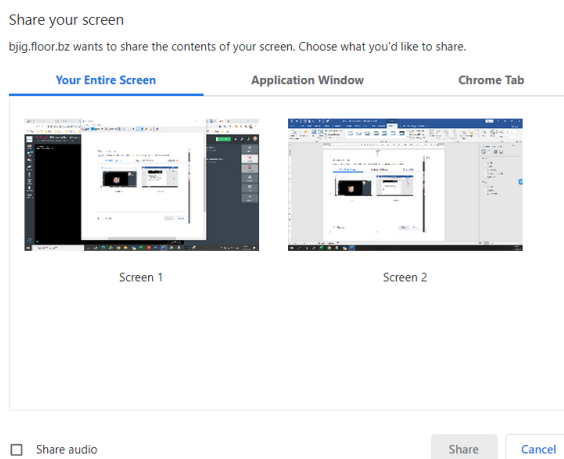 Share your screen
bjig.floor.bz wants to share the contents of your screen. Choose what you'd like to share.
Your Entire Screen
Application Window
Chrome Tab
Screen 1
Screen 2
Share audio
Share
Cancel